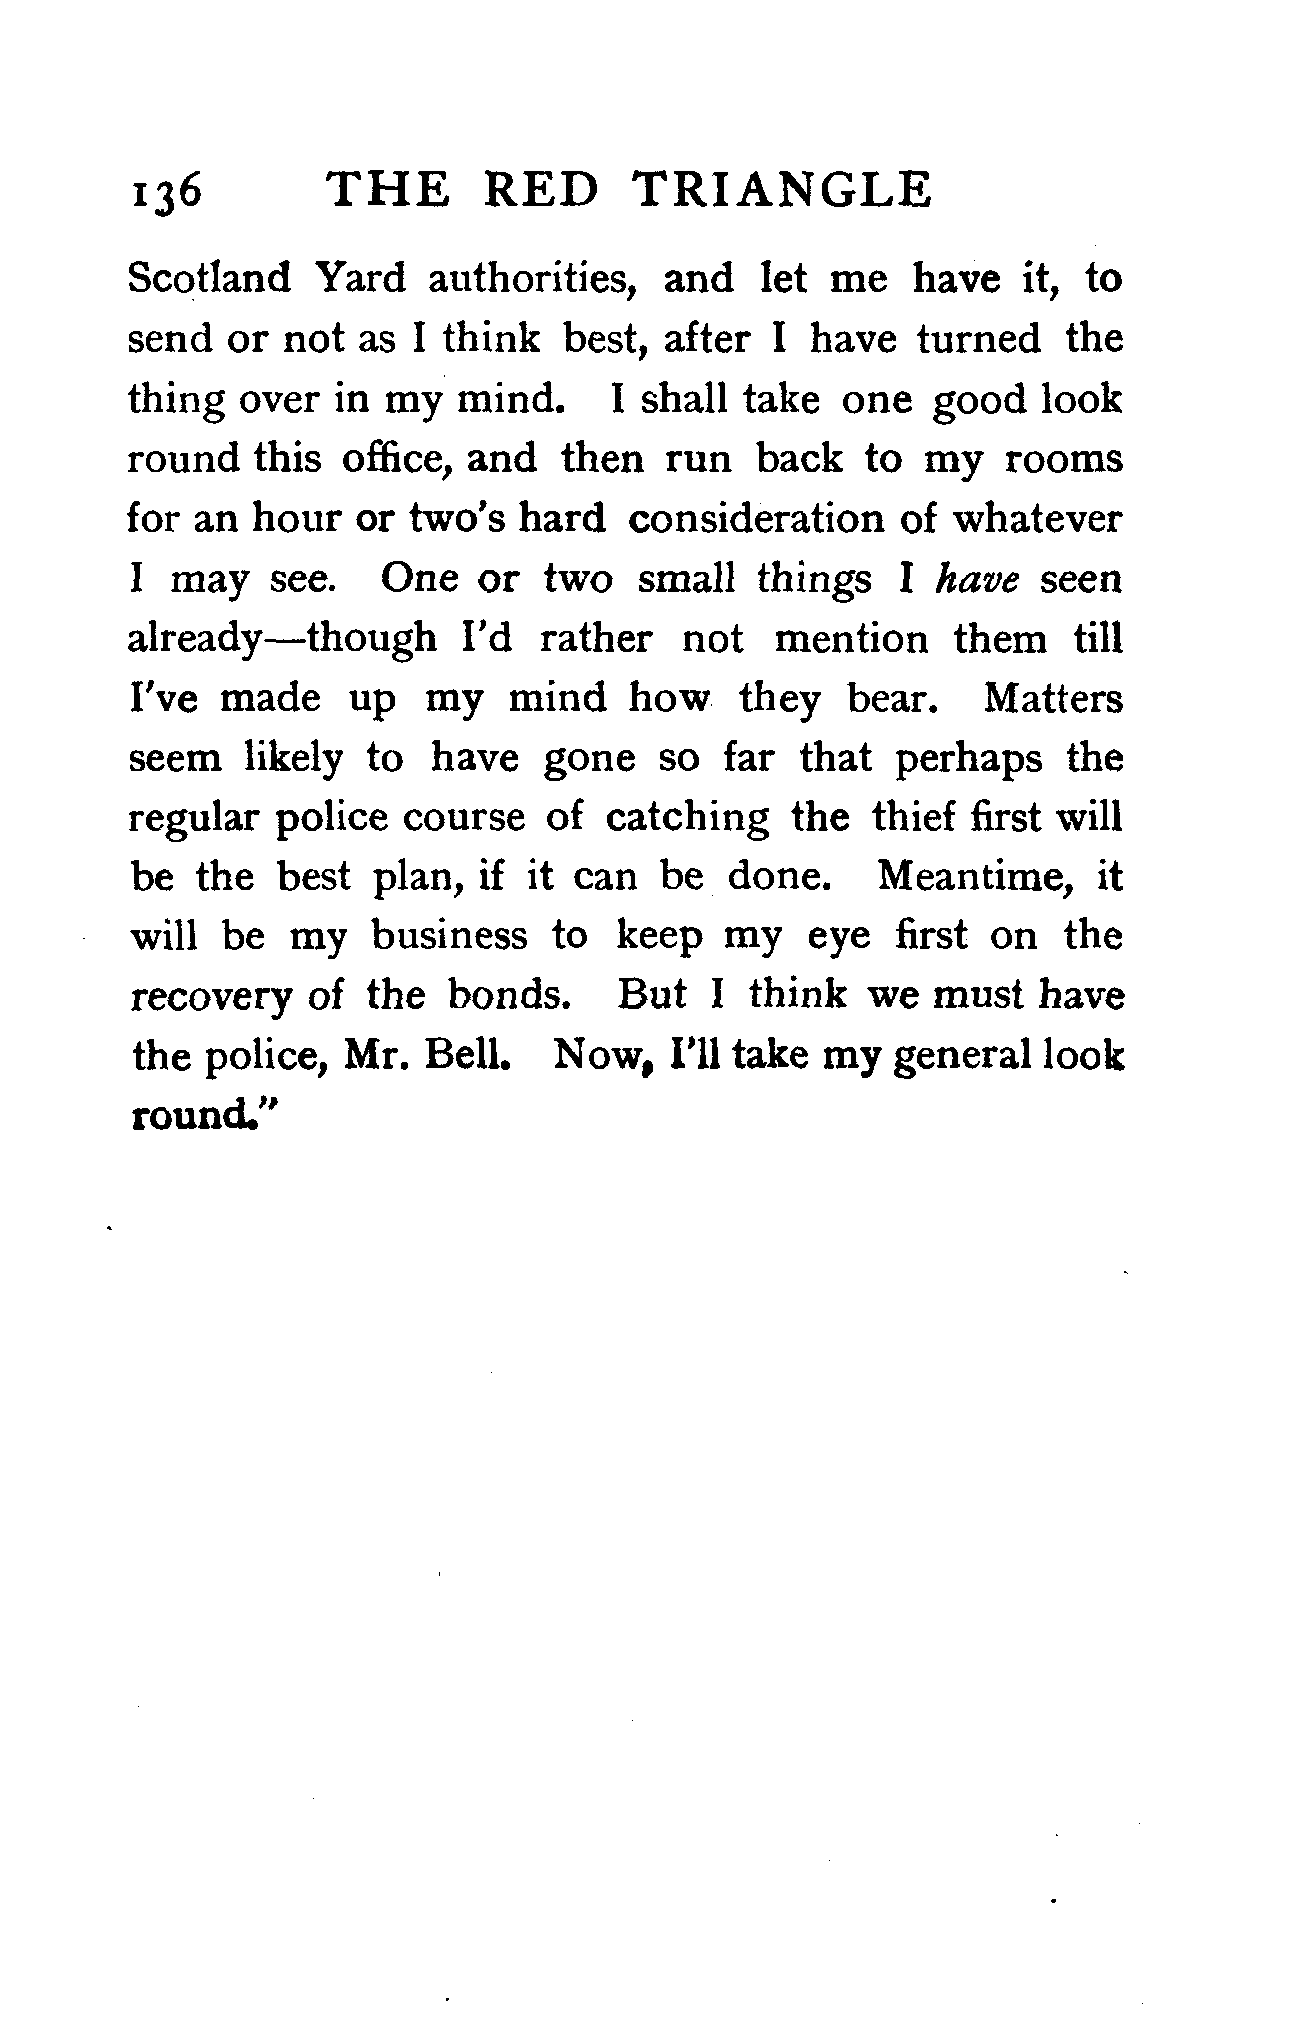 136 THE RED TRIANGLE
Scotland Yard authorities, and let me have it, to
send or not as I think best, after I have turned the
thing over in my mind. I shall take one good look
round this office, and then run back to my rooms
for an hour or two's hard consideration of whatever
I may see. One or two small things I have seen
already—though I'd rather not mention them till
I've made up my mind how they bear. Matters
seem likely to have gone so far that perhaps the
regular police course of catching the thief first will
be the best plan, if it can be done. Meantime, it
will be my business to keep my eye first on the
recovery of the bonds. But I think we must have
the police, Mr. Bell. Now, I'll take my general look
round."